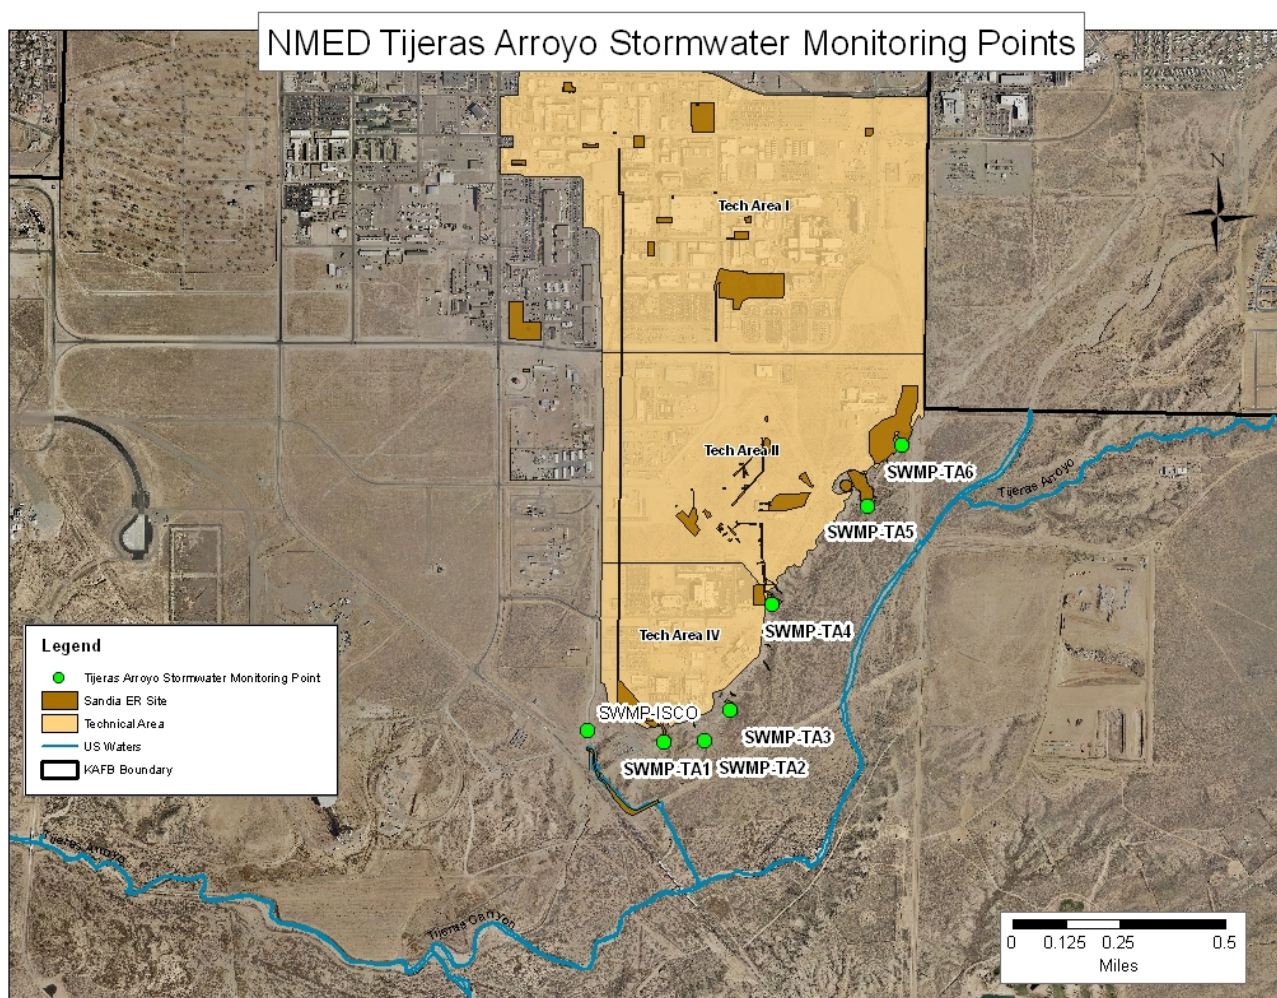 NMED Tijeras Arroyo Stormwater Monitoring Points
N
Tech Area I
Tech Area II
SWMP-TA6
Tijeras Arroyo
SWMP-TA5
SWMP-TA4
Tech Area IV
SWMP-ISCO
SWMP-TA3
SWMP-TA1
SWMP-TA2
Legend
Tijeras Arroyo Stormwater Monitoring Point
Sandia ER Site
Technical Area
US Waters
KAFB Boundary
Tijeras Arroyo
Tijeras Canyon
0 0.125 0.25 0.5
Miles